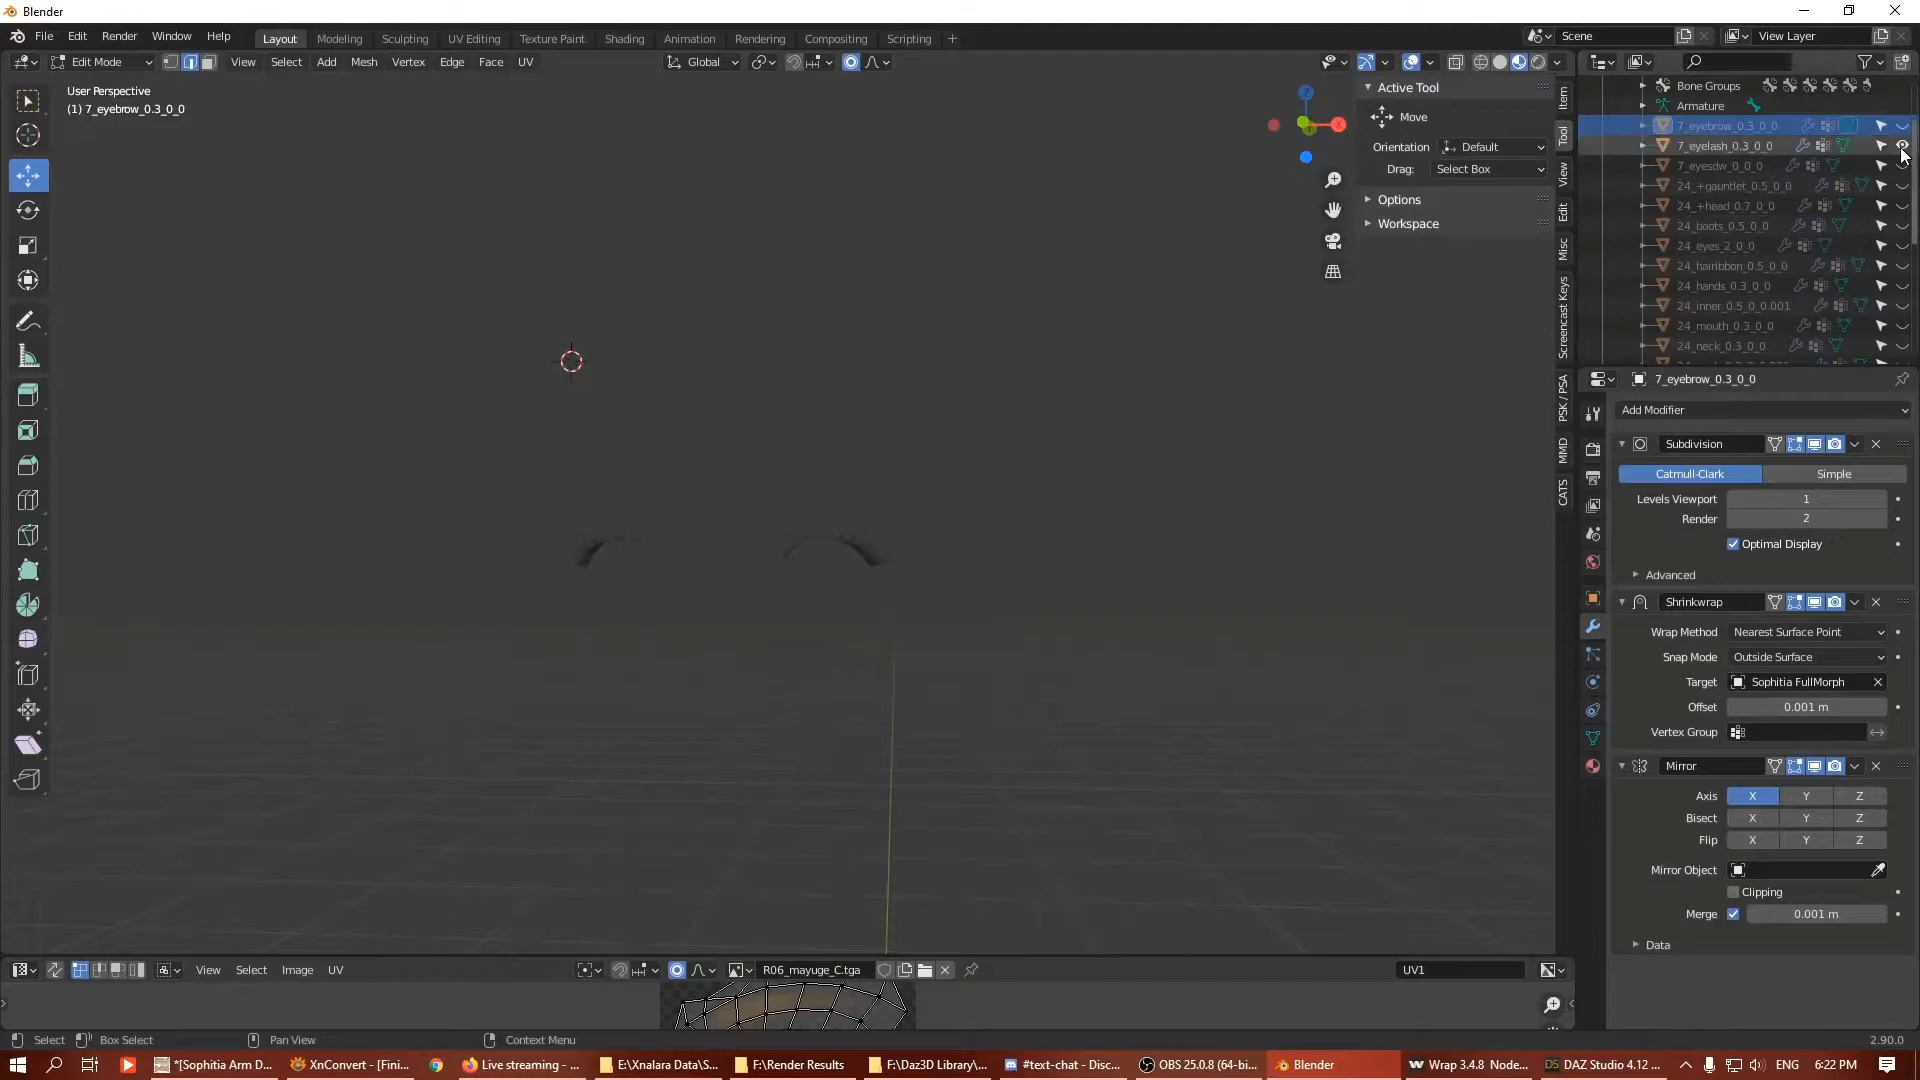 Blender
File Edit Render Window Help
Layout Modeling Sculpting UV Editing Texture Paint Shading Animation Rendering Compositing Scripting +
Scene View Layer
Edit Mode View Select Add Mesh Vertex Edge Face UV Global
User Perspective
(1) 7_eyebrow_0.3_0_0
Z
X
Active Tool
Move
Orientation Default
Drag: Select Box
Options
Workspace
Item
Tool
View
Edit
Misc
Screencast Keys
PSK / PSA
MMD
CATS
Bone Groups
Armature
7_eyebrow_0.3_0_0
7_eyelash_0.3_0_0
7_eyesdw_0_0_0
24_+gauntlet_0.5_0_0
24_+head_0.7_0_0
24_boots_0.5_0_0
24_eyes_2_0_0
24_hairibbon_0.5_0_0
24_hands_0.3_0_0
24_inner_0.5_0_0.001
24_mouth_0.3_0_0
24_neck_0.3_0_0
7_eyebrow_0.3_0_0
Add Modifier
Subdivision
Catmull-Clark Simple
Levels Viewport 1
Render 2
Optimal Display
Advanced
Shrinkwrap
Wrap Method Nearest Surface Point
Snap Mode Outside Surface
Target Sophitia FullMorph
Offset 0.001 m
Vertex Group
Mirror
Axis X Y Z
Bisect X Y Z
Flip X Y Z
Mirror Object
Clipping
Merge 0.001 m
Data
View Select Image UV R06_mayuge_C.tga UV1
Select Box Select Pan View Context Menu 2.90.0
*[Sophitia Arm D... XnConvert - [Fini... Live streaming - ... E:\Xnalara Data\S... F:\Render Results F:\Daz3D Library\... #text-chat - Disc... OBS 25.0.8 (64-bi... Blender Wrap 3.4.8 Node... DAZ Studio 4.12 ... ENG 6:22 PM